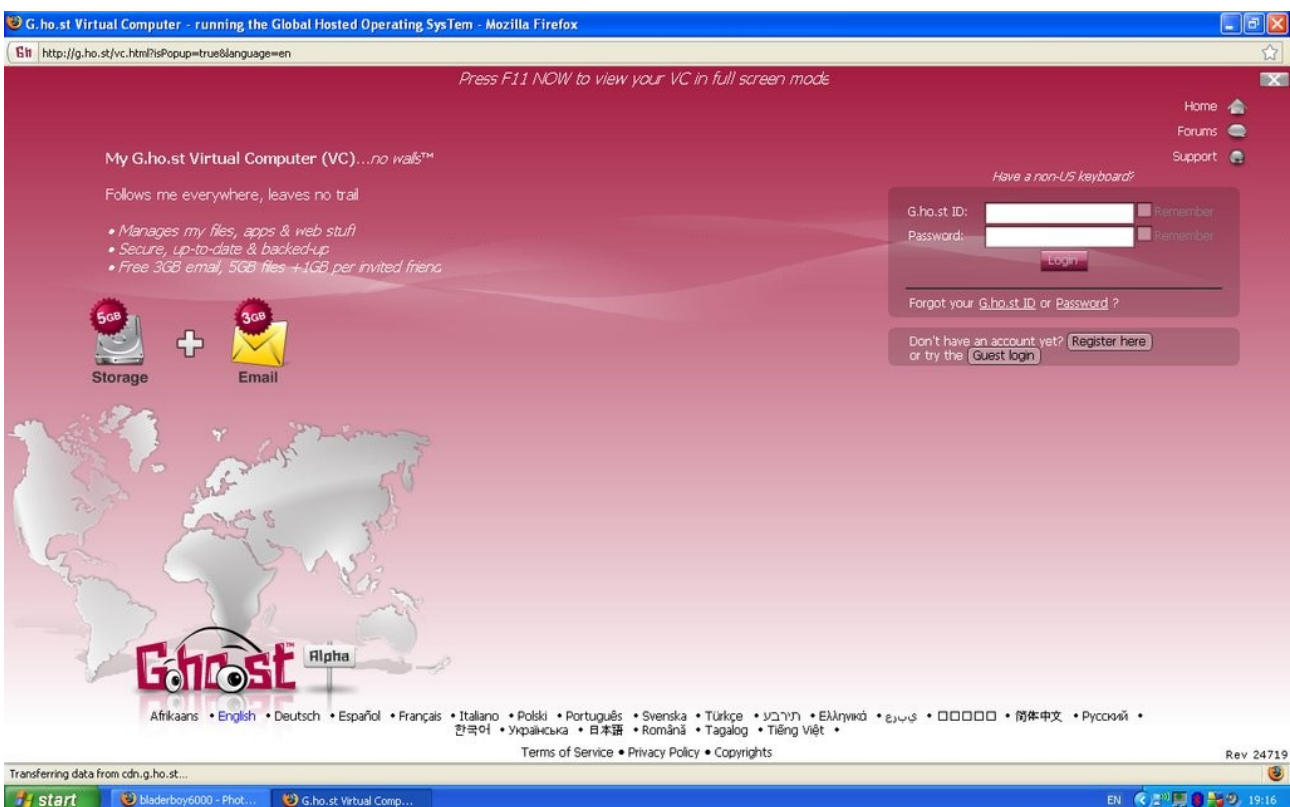 G.ho.st Virtual Computer - running the Global Hosted Operating SysTem - Mozilla Firefox
Gh http://g.ho.st/vc.html?isPopup=true&language=en
Press F11 NOW to view your VC in full screen mode
Home
Forums
Support
My G.ho.st Virtual Computer (VC)...no walls™
Follows me everywhere, leaves no trail
• Manages my files, apps & web stuff
• Secure, up-to-date & backed-up
• Free 3GB email, 5GB files +1GB per invited friend
Have a non-US keyboard?
G.ho.st ID: Remember
Password: Remember
Login
Forgot your G.ho.st ID or Password ?
Don't have an account yet? Register here
or try the Guest login
5GB 3GB
Storage Email
G.ho.st™ Alpha
Afrikaans • English • Deutsch • Español • Français • Italiano • Polski • Português • Svenska • Türkçe • תירבע • Ελληνικά • • □□□□□ • 简体中文 • Русский •
한국어 • Українська • 日本語 • Română • Tagalog • Tiếng Việt •
Terms of Service • Privacy Policy • Copyrights
Rev 24719
Transferring data from cdn.g.ho.st...
start bladerboy6000 - Phot... G.ho.st Virtual Comp... EN 19:16